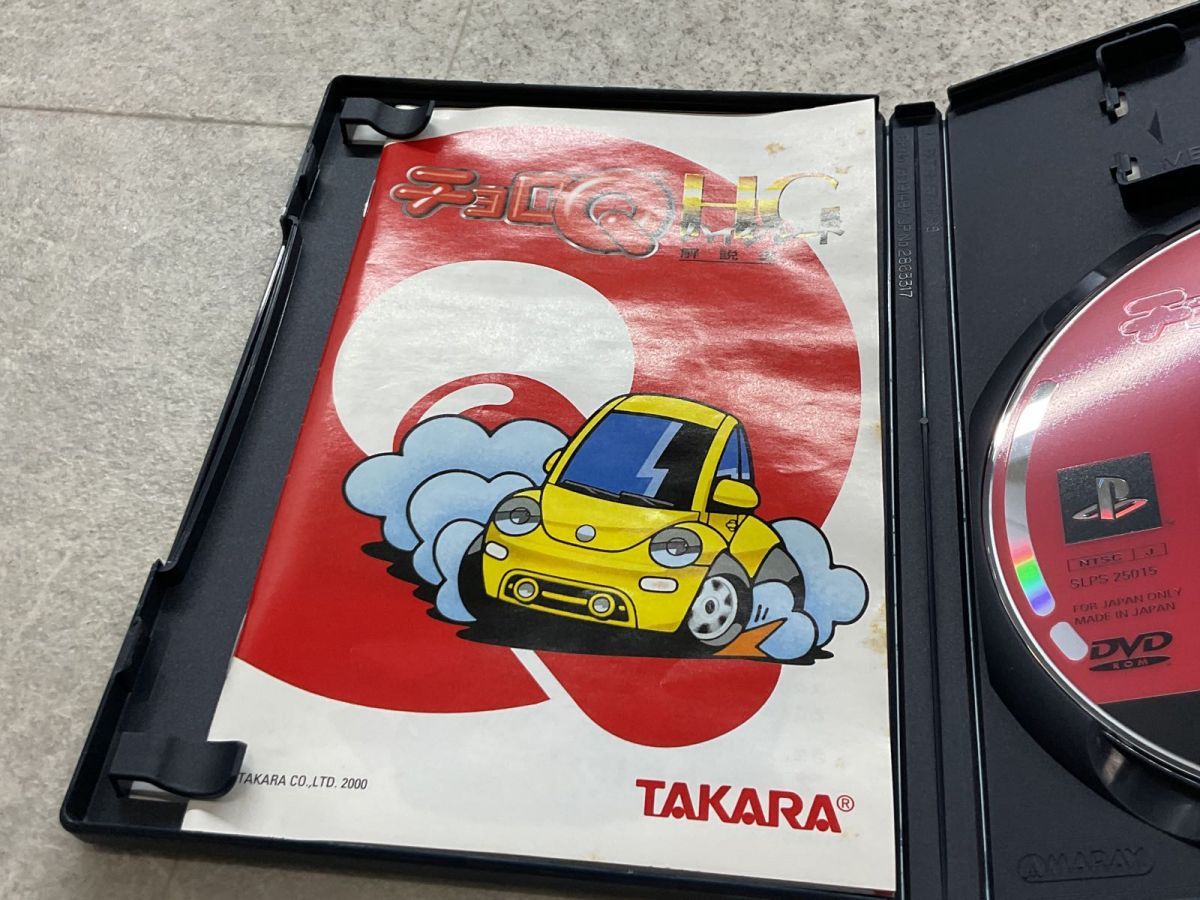 チョロQ HG
解説書
TAKARA CO.,LTD. 2000
TAKARA®
チ
NTSC J
SLPS 25015
FOR JAPAN ONLY
MADE IN JAPAN
DVD
ROM
AMARAY